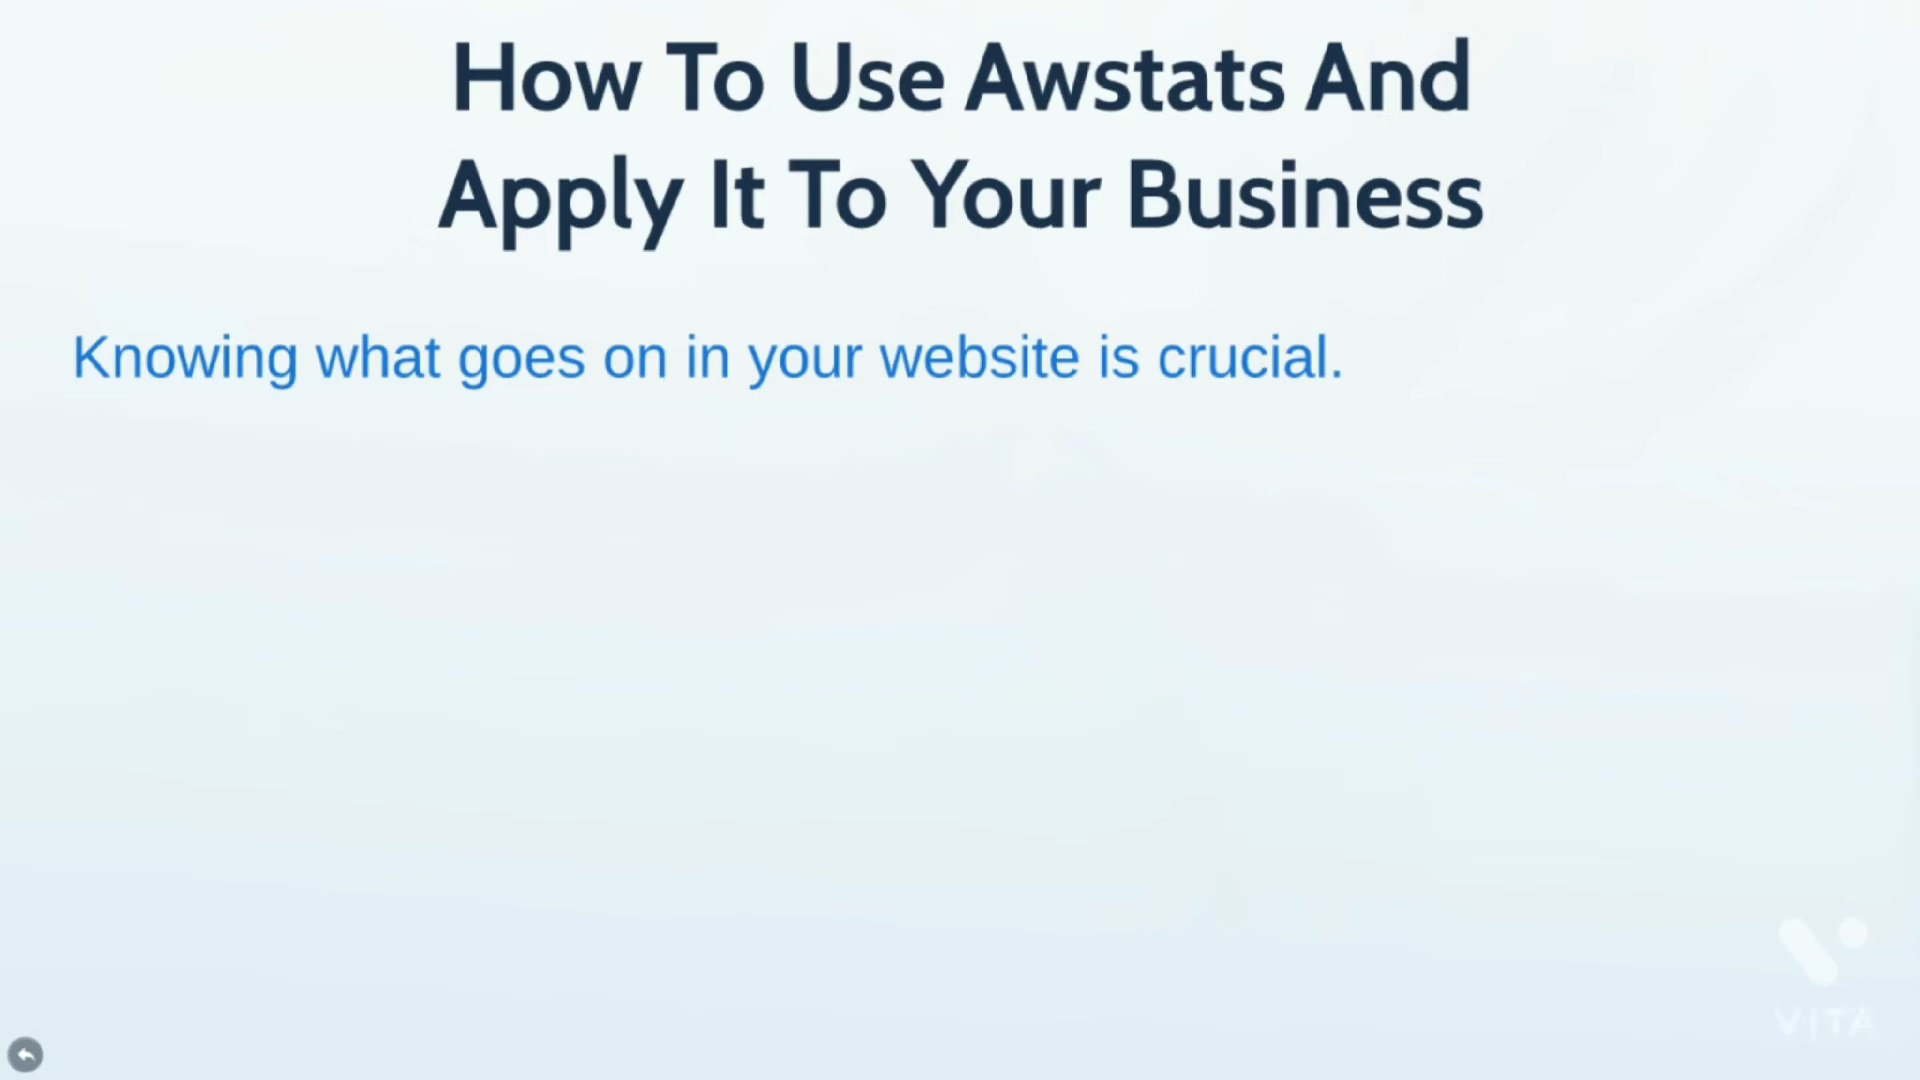 How To Use Awstats And
Apply It To Your Business
Knowing what goes on in your website is crucial.
VITA